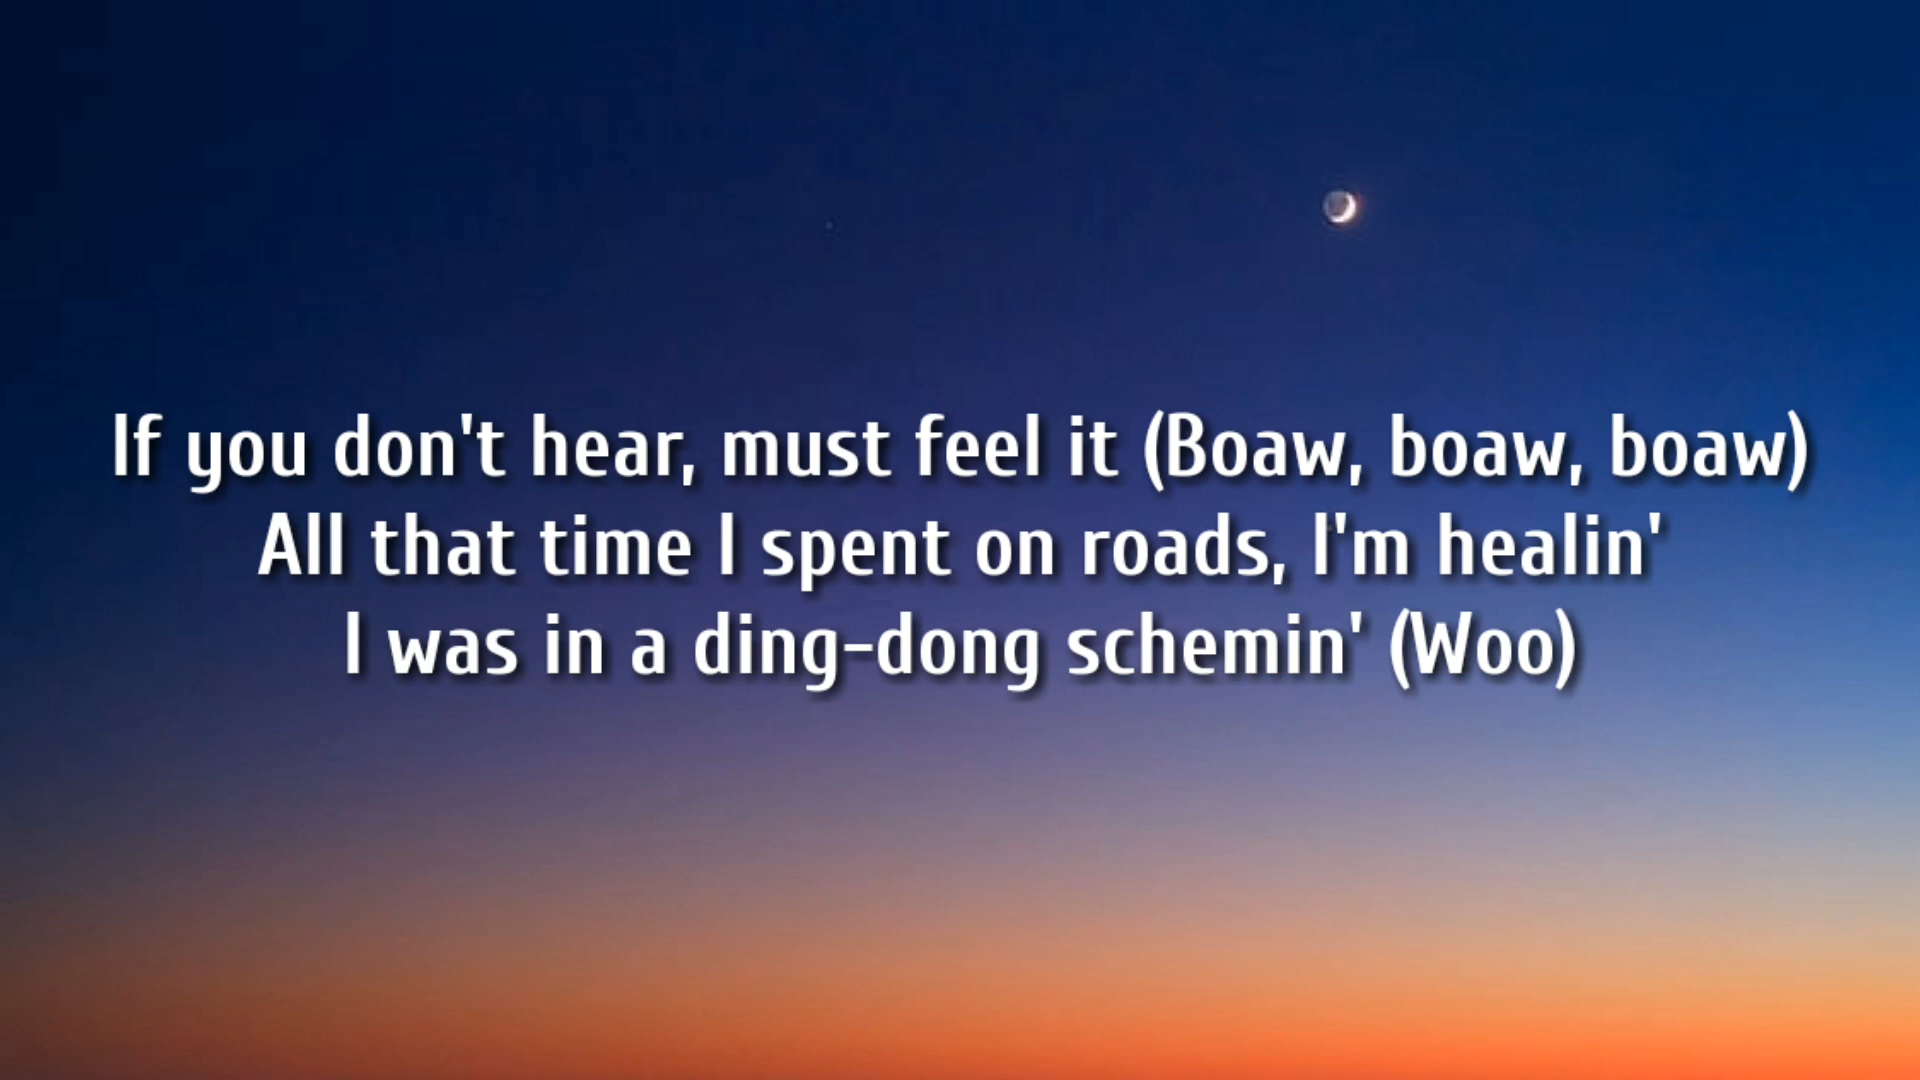 If you don't hear, must feel it (Boaw, boaw, boaw)
All that time I spent on roads, I'm healin'
I was in a ding-dong schemin' (Woo)